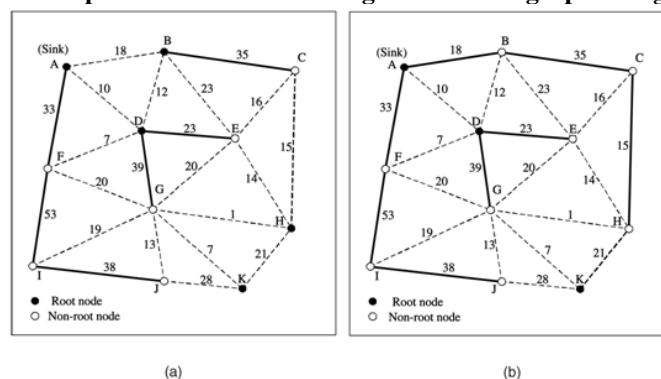 (Sink)
A
18
B
35
C
33
10
12
23
16
D
23
E
15
F
7
39
20
14
20
G
53
19
1
H
13
7
21
I
38
J
28
K
Root node
Non-root node
(a)
(Sink)
A
18
B
35
C
33
10
12
23
16
D
23
E
15
F
7
39
20
14
20
G
53
19
1
H
13
7
21
I
38
J
28
K
Root node
Non-root node
(b)